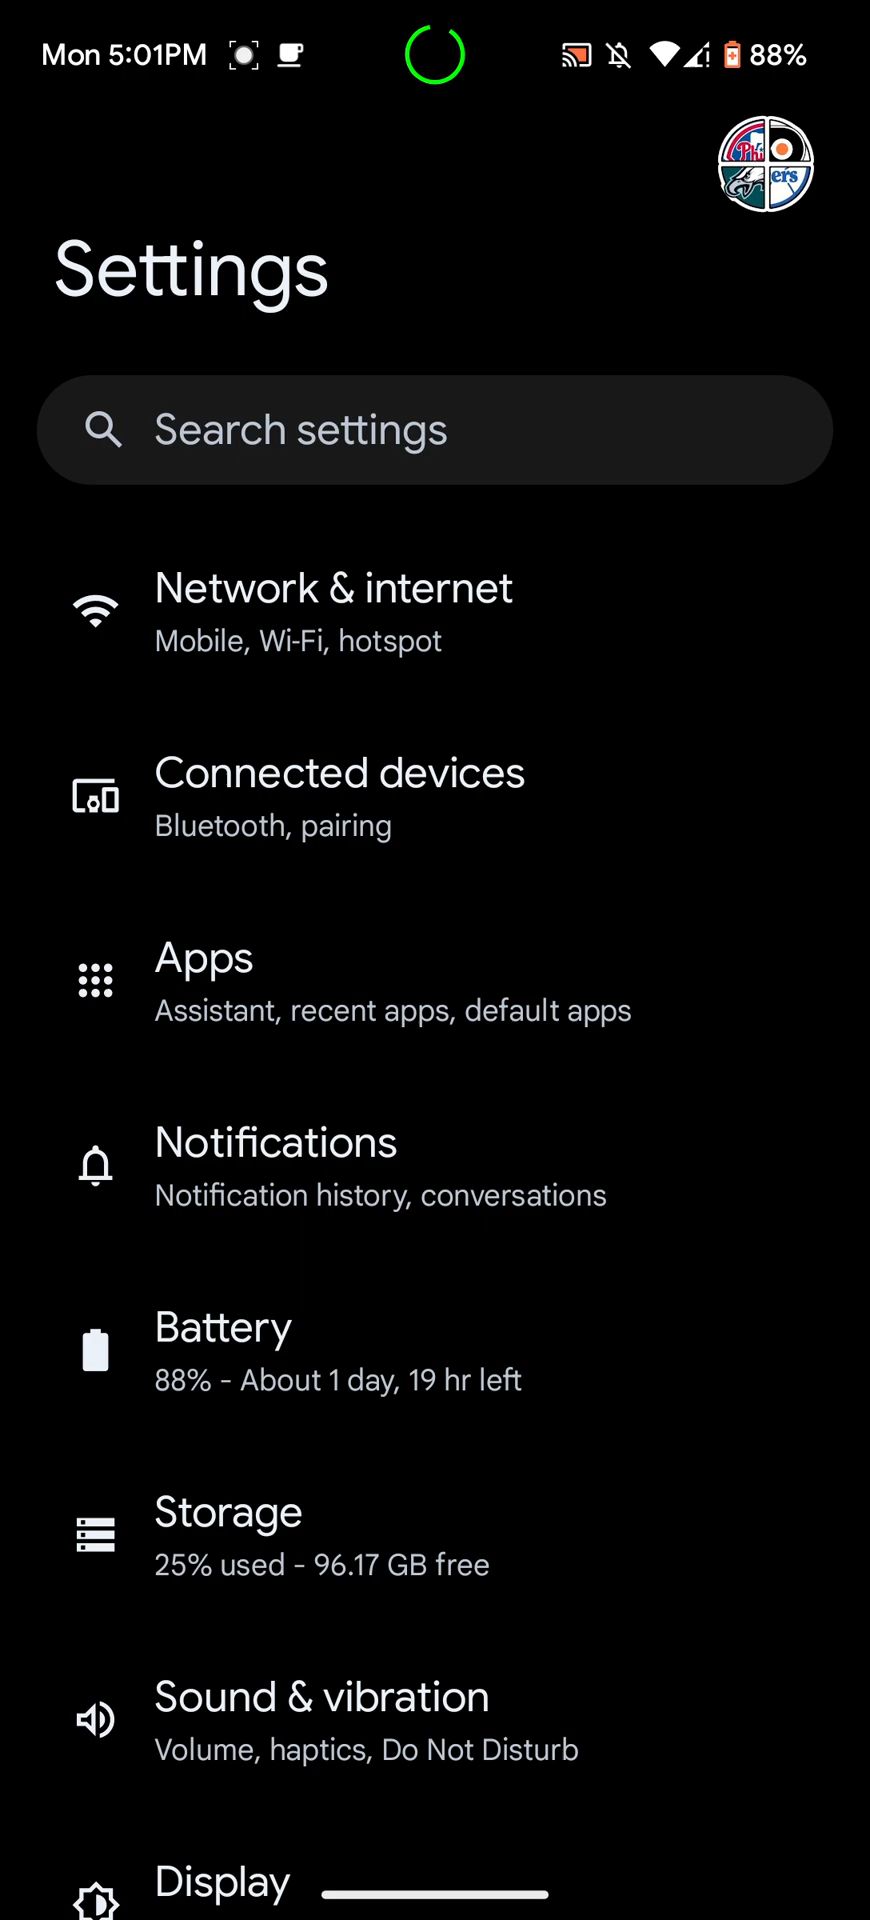 Mon 5:01PM 88%
Phi
ers
Settings
Search settings
Network & internet
Mobile, Wi-Fi, hotspot
Connected devices
Bluetooth, pairing
Apps
Assistant, recent apps, default apps
Notifications
Notification history, conversations
Battery
88% - About 1 day, 19 hr left
Storage
25% used - 96.17 GB free
Sound & vibration
Volume, haptics, Do Not Disturb
Display